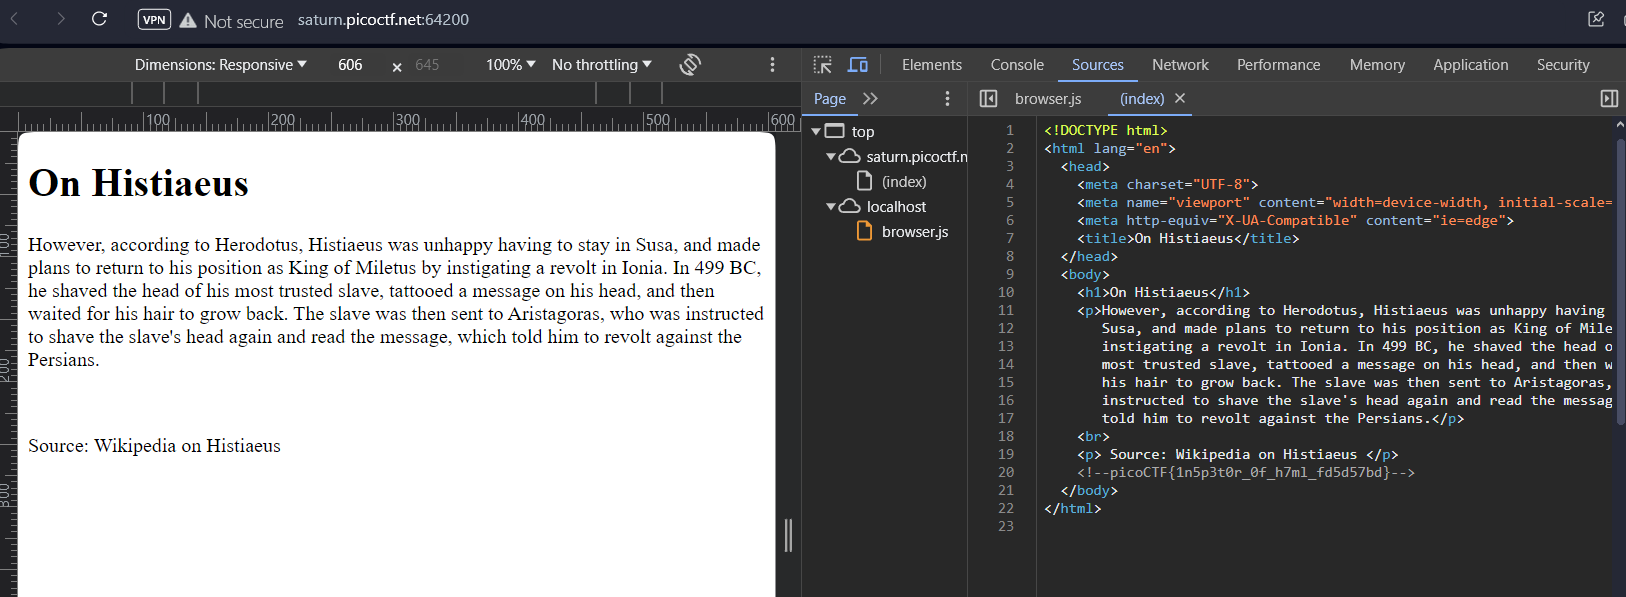 VPN Not secure saturn.picoctf.net:64200
Dimensions: Responsive 606 × 645 100% No throttling
Elements Console Sources Network Performance Memory Application Security
Page browser.js (index)
100 200 300 400 500 600
top
saturn.picoctf.n
(index)
localhost
browser.js
100
200
300
On Histiaeus
However, according to Herodotus, Histiaeus was unhappy having to stay in Susa, and made
plans to return to his position as King of Miletus by instigating a revolt in Ionia. In 499 BC,
he shaved the head of his most trusted slave, tattooed a message on his head, and then
waited for his hair to grow back. The slave was then sent to Aristagoras, who was instructed
to shave the slave's head again and read the message, which told him to revolt against the
Persians.
Source: Wikipedia on Histiaeus
1 <!DOCTYPE html>
2 <html lang="en">
3 <head>
4 <meta charset="UTF-8">
5 <meta name="viewport" content="width=device-width, initial-scale=
6 <meta http-equiv="X-UA-Compatible" content="ie=edge">
7 <title>On Histiaeus</title>
8 </head>
9 <body>
10 <h1>On Histiaeus</h1>
11 <p>However, according to Herodotus, Histiaeus was unhappy having
12 Susa, and made plans to return to his position as King of Mile
13 instigating a revolt in Ionia. In 499 BC, he shaved the head o
14 most trusted slave, tattooed a message on his head, and then w
15 his hair to grow back. The slave was then sent to Aristagoras,
16 instructed to shave the slave's head again and read the messag
17 told him to revolt against the Persians.</p>
18 <br>
19 <p> Source: Wikipedia on Histiaeus </p>
20 <!--picoCTF{1n5p3t0r_0f_h7ml_fd5d57bd}-->
21 </body>
22 </html>
23